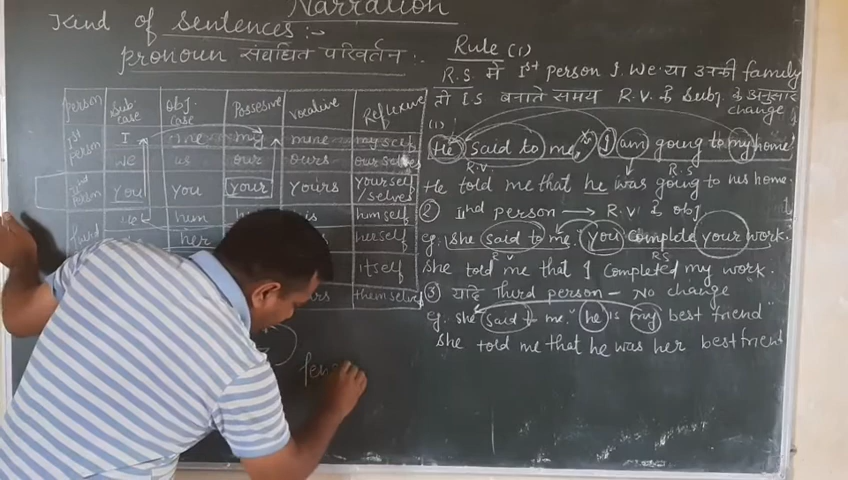 Narration
Kind of Sentences :-
pronoun संबंधित परिवर्तन :-
person Sub. case Obj. case Possesive Vocative Reflexive
Ist person I me my mine myself
we us our ours ourselves
IInd Person you you your yours yourself /selves
he him himself
third her herself
itself
themselves
Rule (1)
R.S में Ist person I. We या उनकी family
तो I.S बनाते समय R.V. के Subj. के अनुसार
change
(1)
He said to me, "I am going to my home"
R.V R.S
He told me that he was going to his home.
② IInd person → R.V. के obj
eg. She said to me. "you complete your work.
R V RS
She told me that I completed my work.
③ यदि Third person - No change
eg. She said to me. "he is my best friend"
She told me that he was her best friend